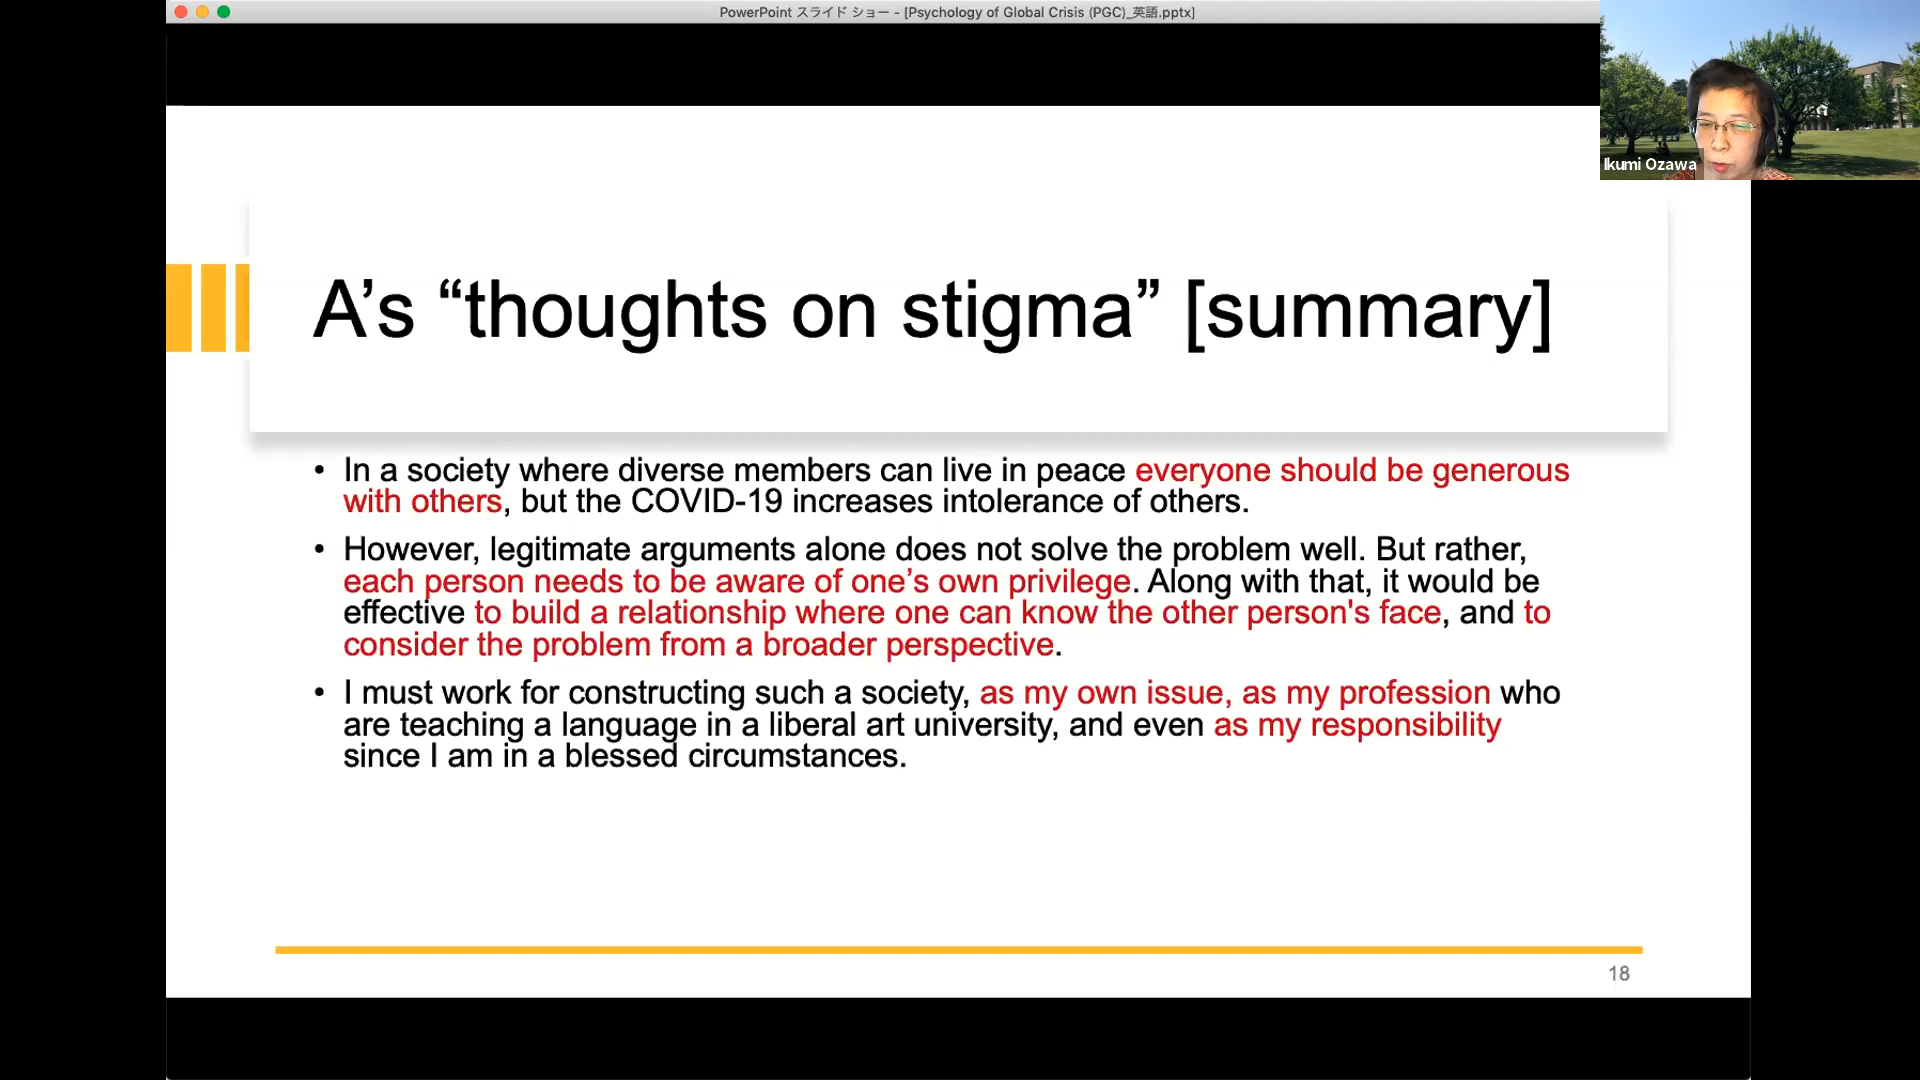 PowerPoint スライド ショー - [Psychology of Global Crisis (PGC)_英語.pptx]
Ikumi Ozawa
A’s “thoughts on stigma” [summary]
• In a society where diverse members can live in peace everyone should be generous
with others, but the COVID-19 increases intolerance of others.
• However, legitimate arguments alone does not solve the problem well. But rather,
each person needs to be aware of one’s own privilege. Along with that, it would be
effective to build a relationship where one can know the other person's face, and to
consider the problem from a broader perspective.
• I must work for constructing such a society, as my own issue, as my profession who
are teaching a language in a liberal art university, and even as my responsibility
since I am in a blessed circumstances.
18